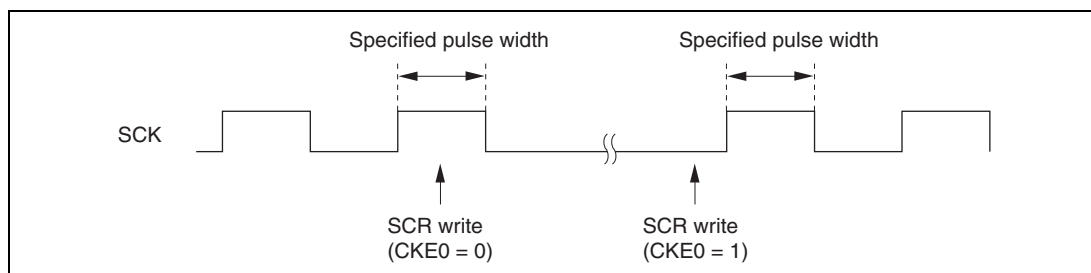 Specified pulse width
Specified pulse width
SCK
SCR write
(CKE0 = 0)
SCR write
(CKE0 = 1)